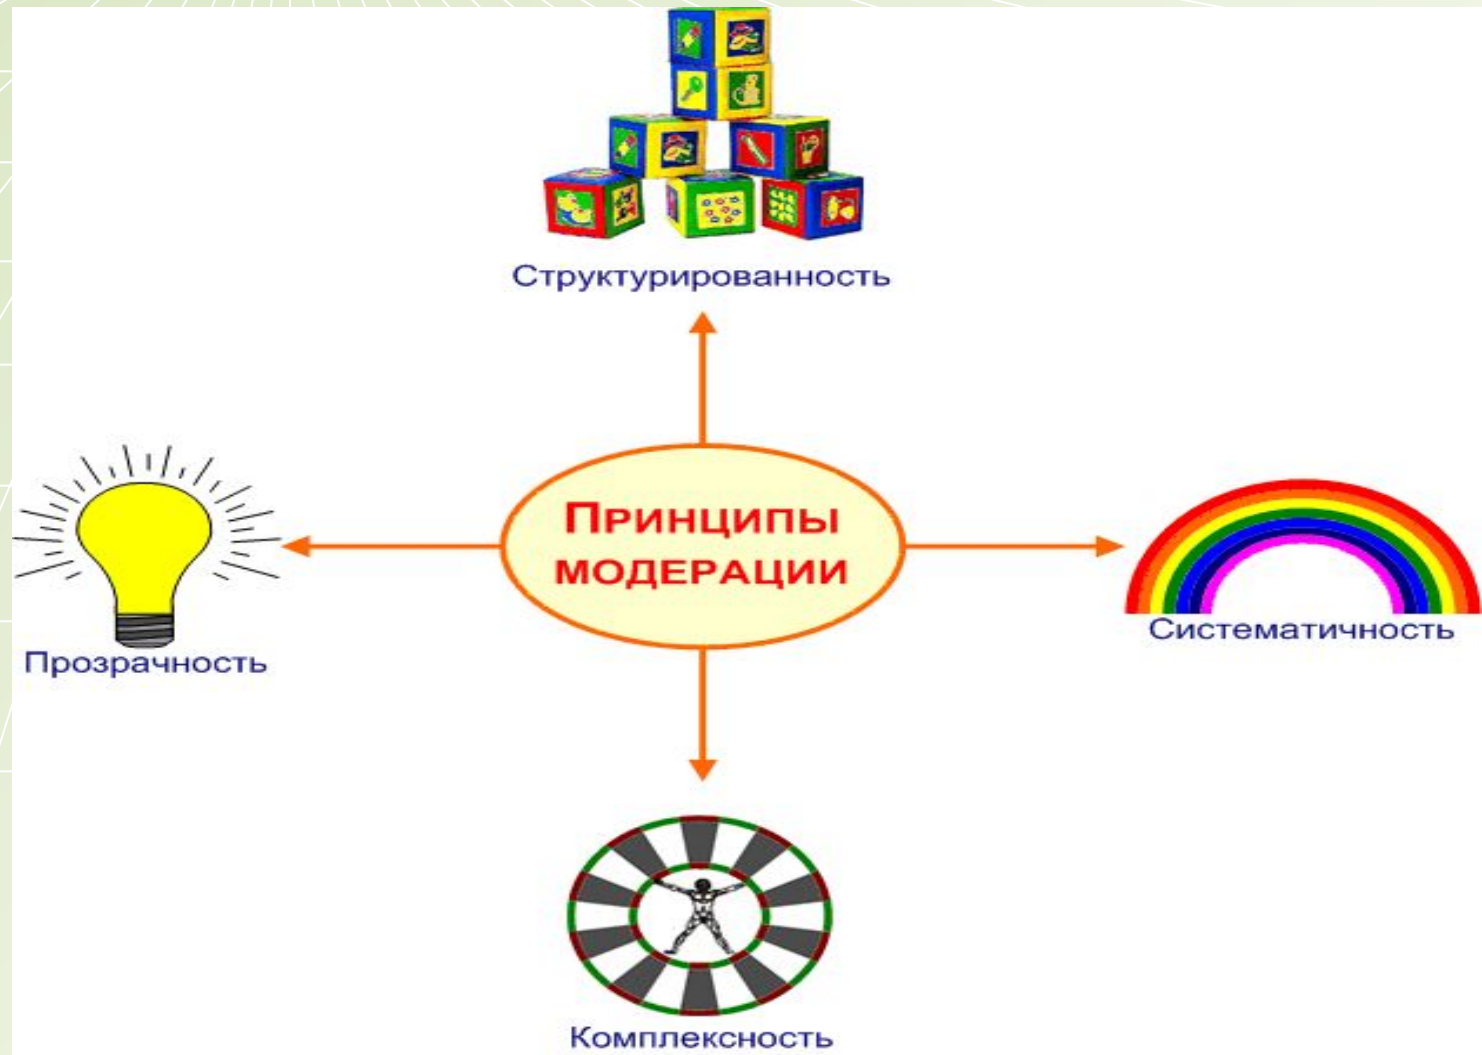 Структурированность
Принципы
модерации
Прозрачность
Систематичность
Комплексность